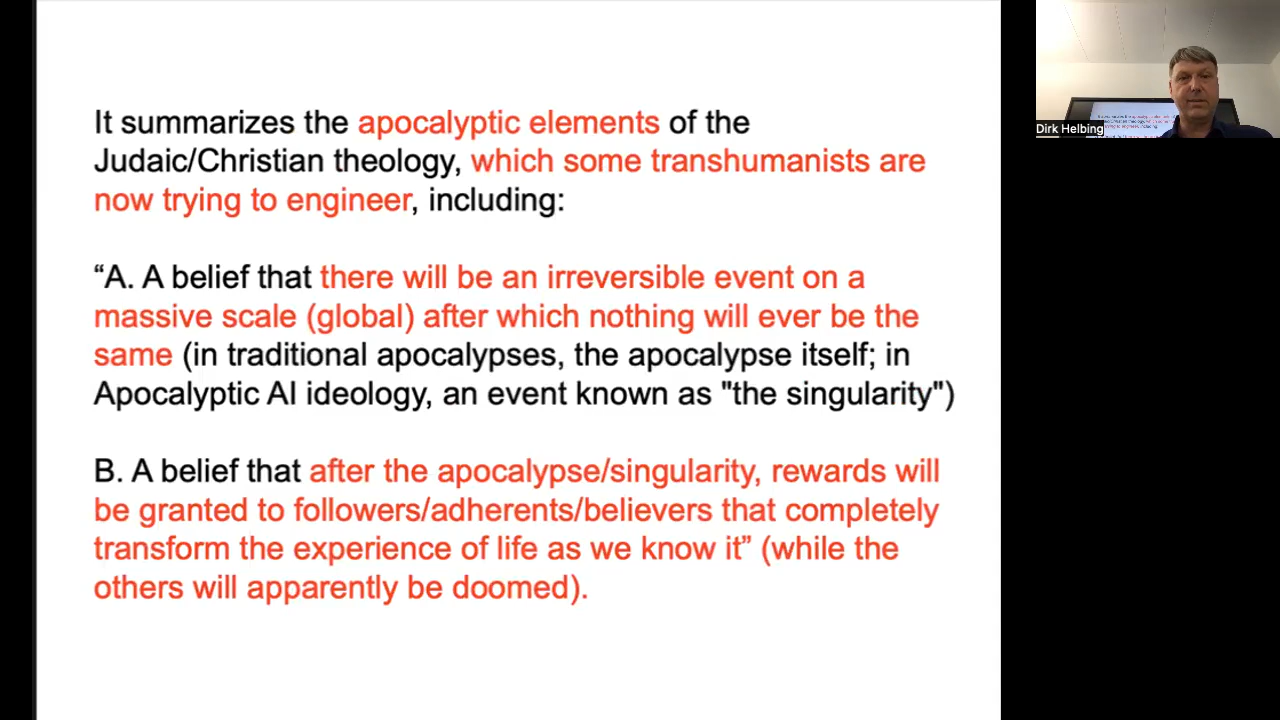 It summarizes the apocalyptic elements of the
Judaic/Christian theology, which some transhumanists are
now trying to engineer, including:
“A. A belief that there will be an irreversible event on a
massive scale (global) after which nothing will ever be the
same (in traditional apocalypses, the apocalypse itself; in
Apocalyptic AI ideology, an event known as "the singularity")
B. A belief that after the apocalypse/singularity, rewards will
be granted to followers/adherents/believers that completely
transform the experience of life as we know it” (while the
others will apparently be doomed).
Dirk Helbing